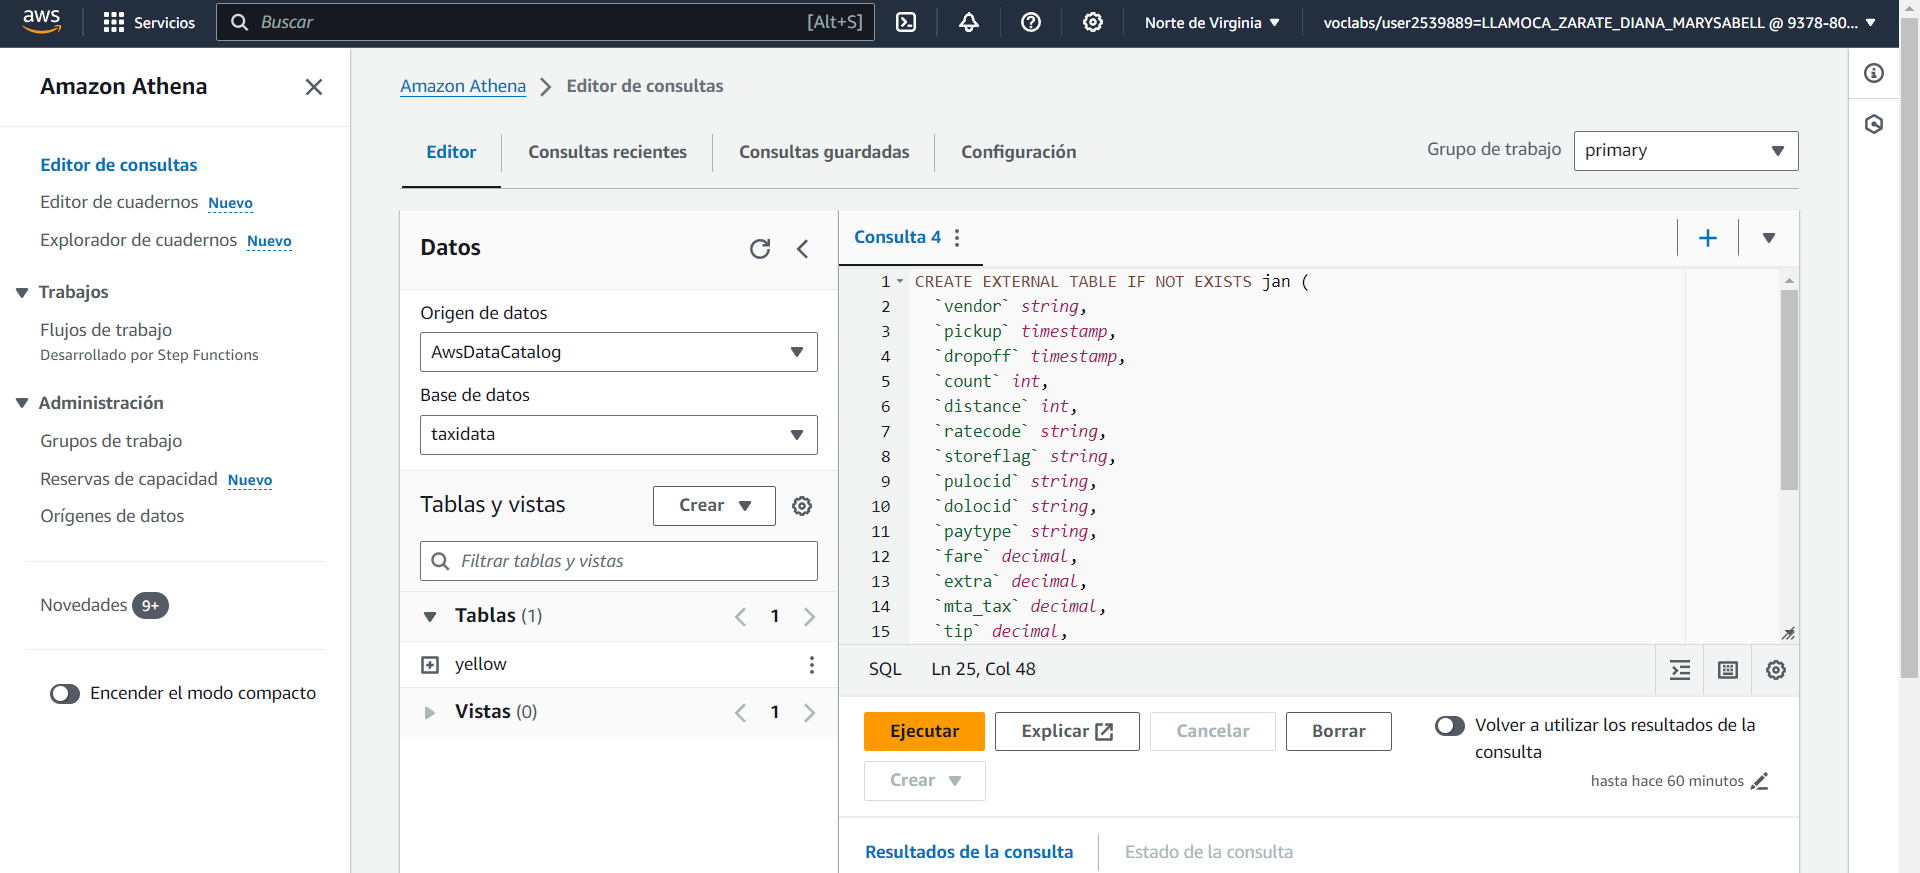 aws
Servicios
Buscar
[Alt+S]
Norte de Virginia
voclabs/user2539889=LLAMOCA_ZARATE_DIANA_MARYSABELL @ 9378-80...
Amazon Athena
Editor de consultas
Editor de cuadernos Nuevo
Explorador de cuadernos Nuevo
Trabajos
Flujos de trabajo
Desarrollado por Step Functions
Administración
Grupos de trabajo
Reservas de capacidad Nuevo
Orígenes de datos
Novedades 9+
Encender el modo compacto
Amazon Athena
Editor de consultas
Editor
Consultas recientes
Consultas guardadas
Configuración
Grupo de trabajo
primary
Datos
Origen de datos
AwsDataCatalog
Base de datos
taxidata
Tablas y vistas
Crear
Filtrar tablas y vistas
Tablas (1)
1
yellow
Vistas (0)
1
Consulta 4
1 CREATE EXTERNAL TABLE IF NOT EXISTS jan (
2 `vendor` string,
3 `pickup` timestamp,
4 `dropoff` timestamp,
5 `count` int,
6 `distance` int,
7 `ratecode` string,
8 `storeflag` string,
9 `pulocid` string,
10 `dolocid` string,
11 `paytype` string,
12 `fare` decimal,
13 `extra` decimal,
14 `mta_tax` decimal,
15 `tip` decimal,
SQL
Ln 25, Col 48
Ejecutar
Explicar
Cancelar
Borrar
Volver a utilizar los resultados de la
consulta
hasta hace 60 minutos
Crear
Resultados de la consulta
Estado de la consulta